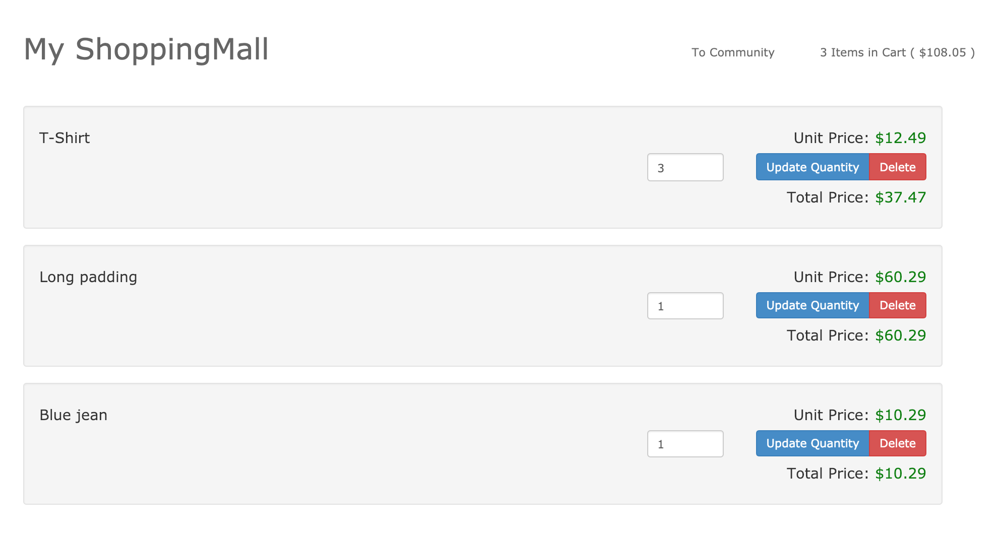 My ShoppingMall
To Community
3 Items in Cart ( $108.05 )
T-Shirt
Unit Price: $12.49
3
Update Quantity
Delete
Total Price: $37.47
Long padding
Unit Price: $60.29
1
Update Quantity
Delete
Total Price: $60.29
Blue jean
Unit Price: $10.29
1
Update Quantity
Delete
Total Price: $10.29